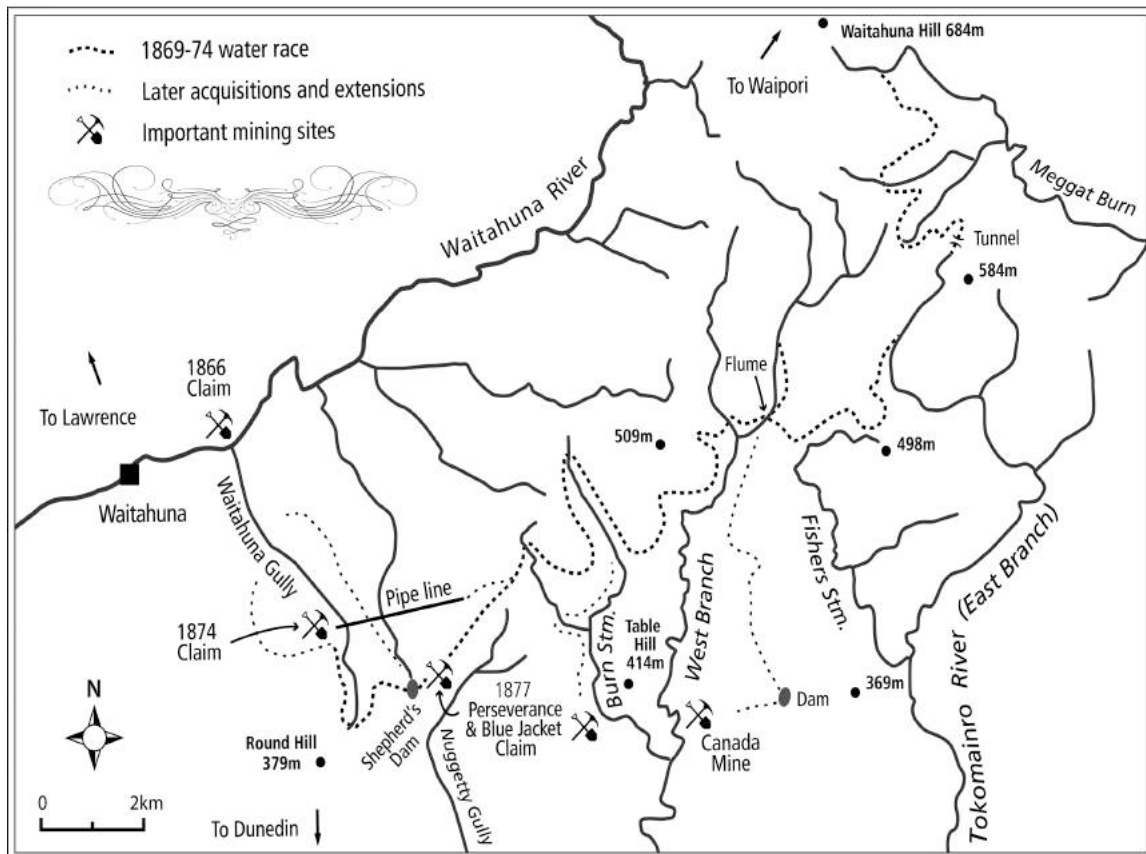 1869-74 water race
Later acquisitions and extensions
Important mining sites
Waitahuna Hill 684m
To Waipori
Meggat Burn
Waitahuna River
Tunnel
584m
1866
Claim
To Lawrence
Flume
509m
498m
Waitahuna
Waitahuna Gully
Fishers Stm.
Tokomainro River (East Branch)
West Branch
Pipe line
1874
Claim
Burn Stm.
Table
Hill
414m
369m
Dam
N
1877
Perseverance
& Blue Jacket
Claim
Canada
Mine
Shepherd's
Dam
Nuggetty Gully
Round Hill
379m
0 2km
To Dunedin